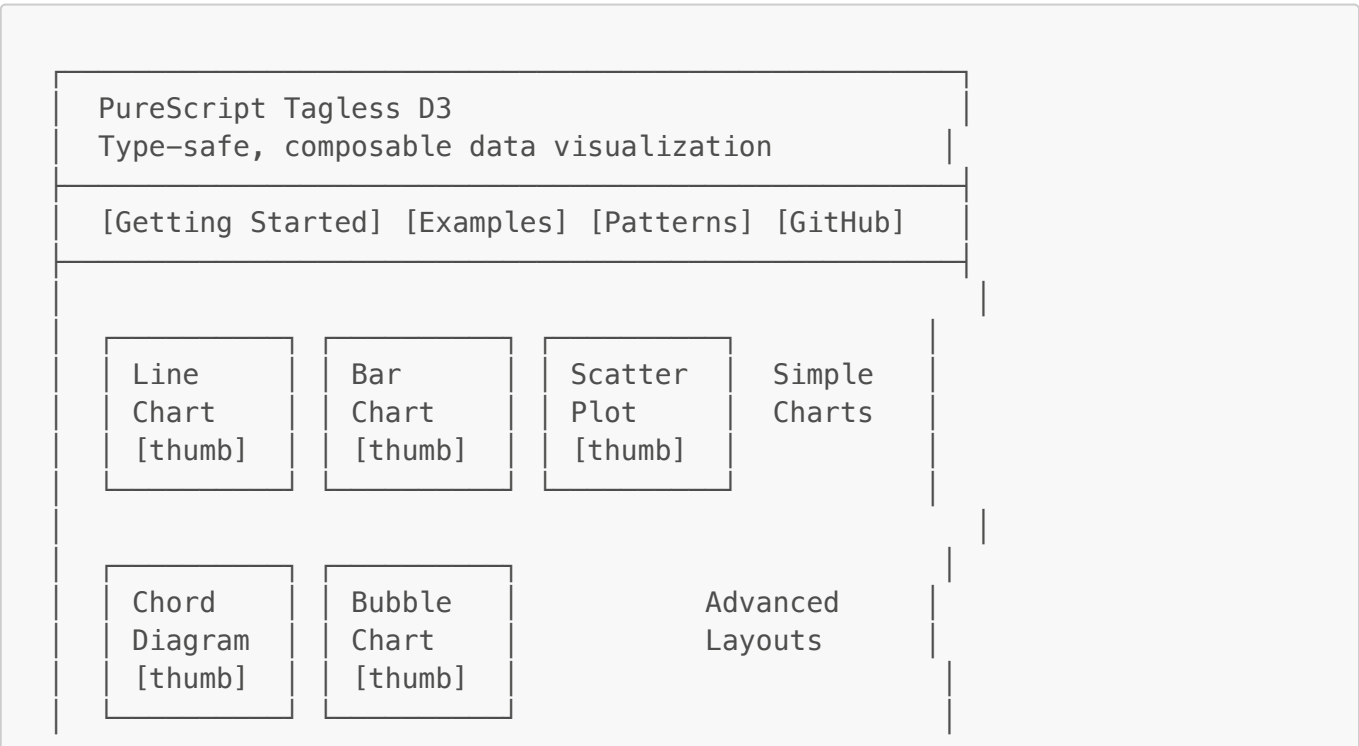 PureScript Tagless D3
Type-safe, composable data visualization
[Getting Started] [Examples] [Patterns] [GitHub]
Line Bar Scatter Simple
Chart Chart Plot Charts
[thumb] [thumb] [thumb]
Chord Bubble Advanced
Diagram Chart Layouts
[thumb] [thumb]